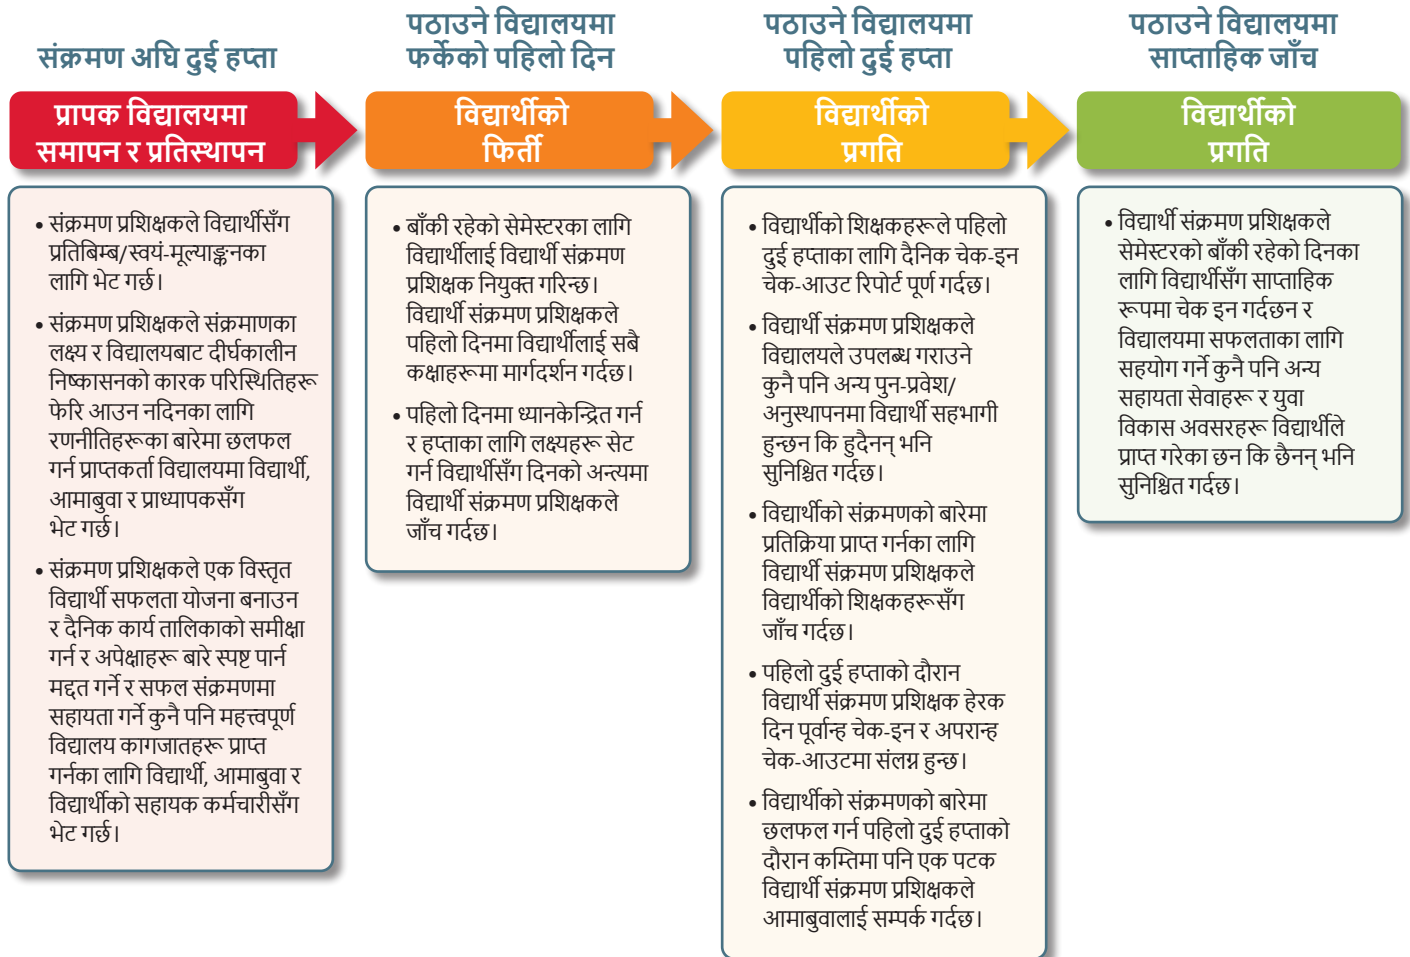 संक्रमण अघि दुई हप्ता
प्रापक विद्यालयमा
समापन र प्रतिस्थापन
• संक्रमण प्रशिक्षकले विद्यार्थीसँग
प्रतिबिम्ब/स्वयं-मूल्याङ्कनका
लागि भेट गर्छ।
• संक्रमण प्रशिक्षकले संक्रमाणका
लक्ष्य र विद्यालयबाट दीर्घकालीन
निष्कासनको कारक परिस्थितिहरू
फेरि आउन नदिनका लागि
रणनीतिहरूका बारेमा छलफल
गर्न प्राप्तकर्ता विद्यालयमा विद्यार्थी,
आमाबुवा र प्राध्यापकसँग
भेट गर्छ।
• संक्रमण प्रशिक्षकले एक विस्तृत
विद्यार्थी सफलता योजना बनाउन
र दैनिक कार्य तालिकाको समीक्षा
गर्न र अपेक्षाहरू बारे स्पष्ट पार्न
मद्दत गर्ने र सफल संक्रमणमा
सहायता गर्ने कुनै पनि महत्त्वपूर्ण
विद्यालय कागजातहरू प्राप्त
गर्नका लागि विद्यार्थी, आमाबुवा र
विद्यार्थीको सहायक कर्मचारीसँग
भेट गर्छ।
पठाउने विद्यालयमा
फर्केको पहिलो दिन
विद्यार्थीको
फिर्ती
• बाँकी रहेको सेमेस्टरका लागि
विद्यार्थीलाई विद्यार्थी संक्रमण
प्रशिक्षक नियुक्त गरिन्छ।
विद्यार्थी संक्रमण प्रशिक्षकले
पहिलो दिनमा विद्यार्थीलाई सबै
कक्षाहरूमा मार्गदर्शन गर्दछ।
• पहिलो दिनमा ध्यानकेन्द्रित गर्न
र हप्ताका लागि लक्ष्यहरू सेट
गर्न विद्यार्थीसँग दिनको अन्त्यमा
विद्यार्थी संक्रमण प्रशिक्षकले
जाँच गर्दछ।
पठाउने विद्यालयमा
पहिलो दुई हप्ता
विद्यार्थीको
प्रगति
• विद्यार्थीको शिक्षकहरूले पहिलो
दुई हप्ताका लागि दैनिक चेक-इन
चेक-आउट रिपोर्ट पूर्ण गर्दछ।
• विद्यार्थी संक्रमण प्रशिक्षकले
विद्यालयले उपलब्ध गराउने
कुनै पनि अन्य पुन-प्रवेश/
अनुस्थापनमा विद्यार्थी सहभागी
हुन्छन कि हुदैनन् भनि
सुनिश्चित गर्दछ।
• विद्यार्थीको संक्रमणको बारेमा
प्रतिक्रिया प्राप्त गर्नका लागि
विद्यार्थी संक्रमण प्रशिक्षकले
विद्यार्थीको शिक्षकहरूसँग
जाँच गर्दछ।
• पहिलो दुई हप्ताको दौरान
विद्यार्थी संक्रमण प्रशिक्षक हेरक
दिन पूर्वान्ह चेक-इन र अपरान्ह
चेक-आउटमा संलग्न हुन्छ।
• विद्यार्थीको संक्रमणको बारेमा
छलफल गर्न पहिलो दुई हप्ताको
दौरान कम्तिमा पनि एक पटक
विद्यार्थी संक्रमण प्रशिक्षकले
आमाबुवालाई सम्पर्क गर्दछ।
पठाउने विद्यालयमा
साप्ताहिक जाँच
विद्यार्थीको
प्रगति
• विद्यार्थी संक्रमण प्रशिक्षकले
सेमेस्टरको बाँकी रहेको दिनका
लागि विद्यार्थीसँग साप्ताहिक
रूपमा चेक इन गर्दछन र
विद्यालयमा सफलताका लागि
सहयोग गर्ने कुनै पनि अन्य
सहायता सेवाहरू र युवा
विकास अवसरहरू विद्यार्थीले
प्राप्त गरेका छन कि छैनन् भनि
सुनिश्चित गर्दछ।